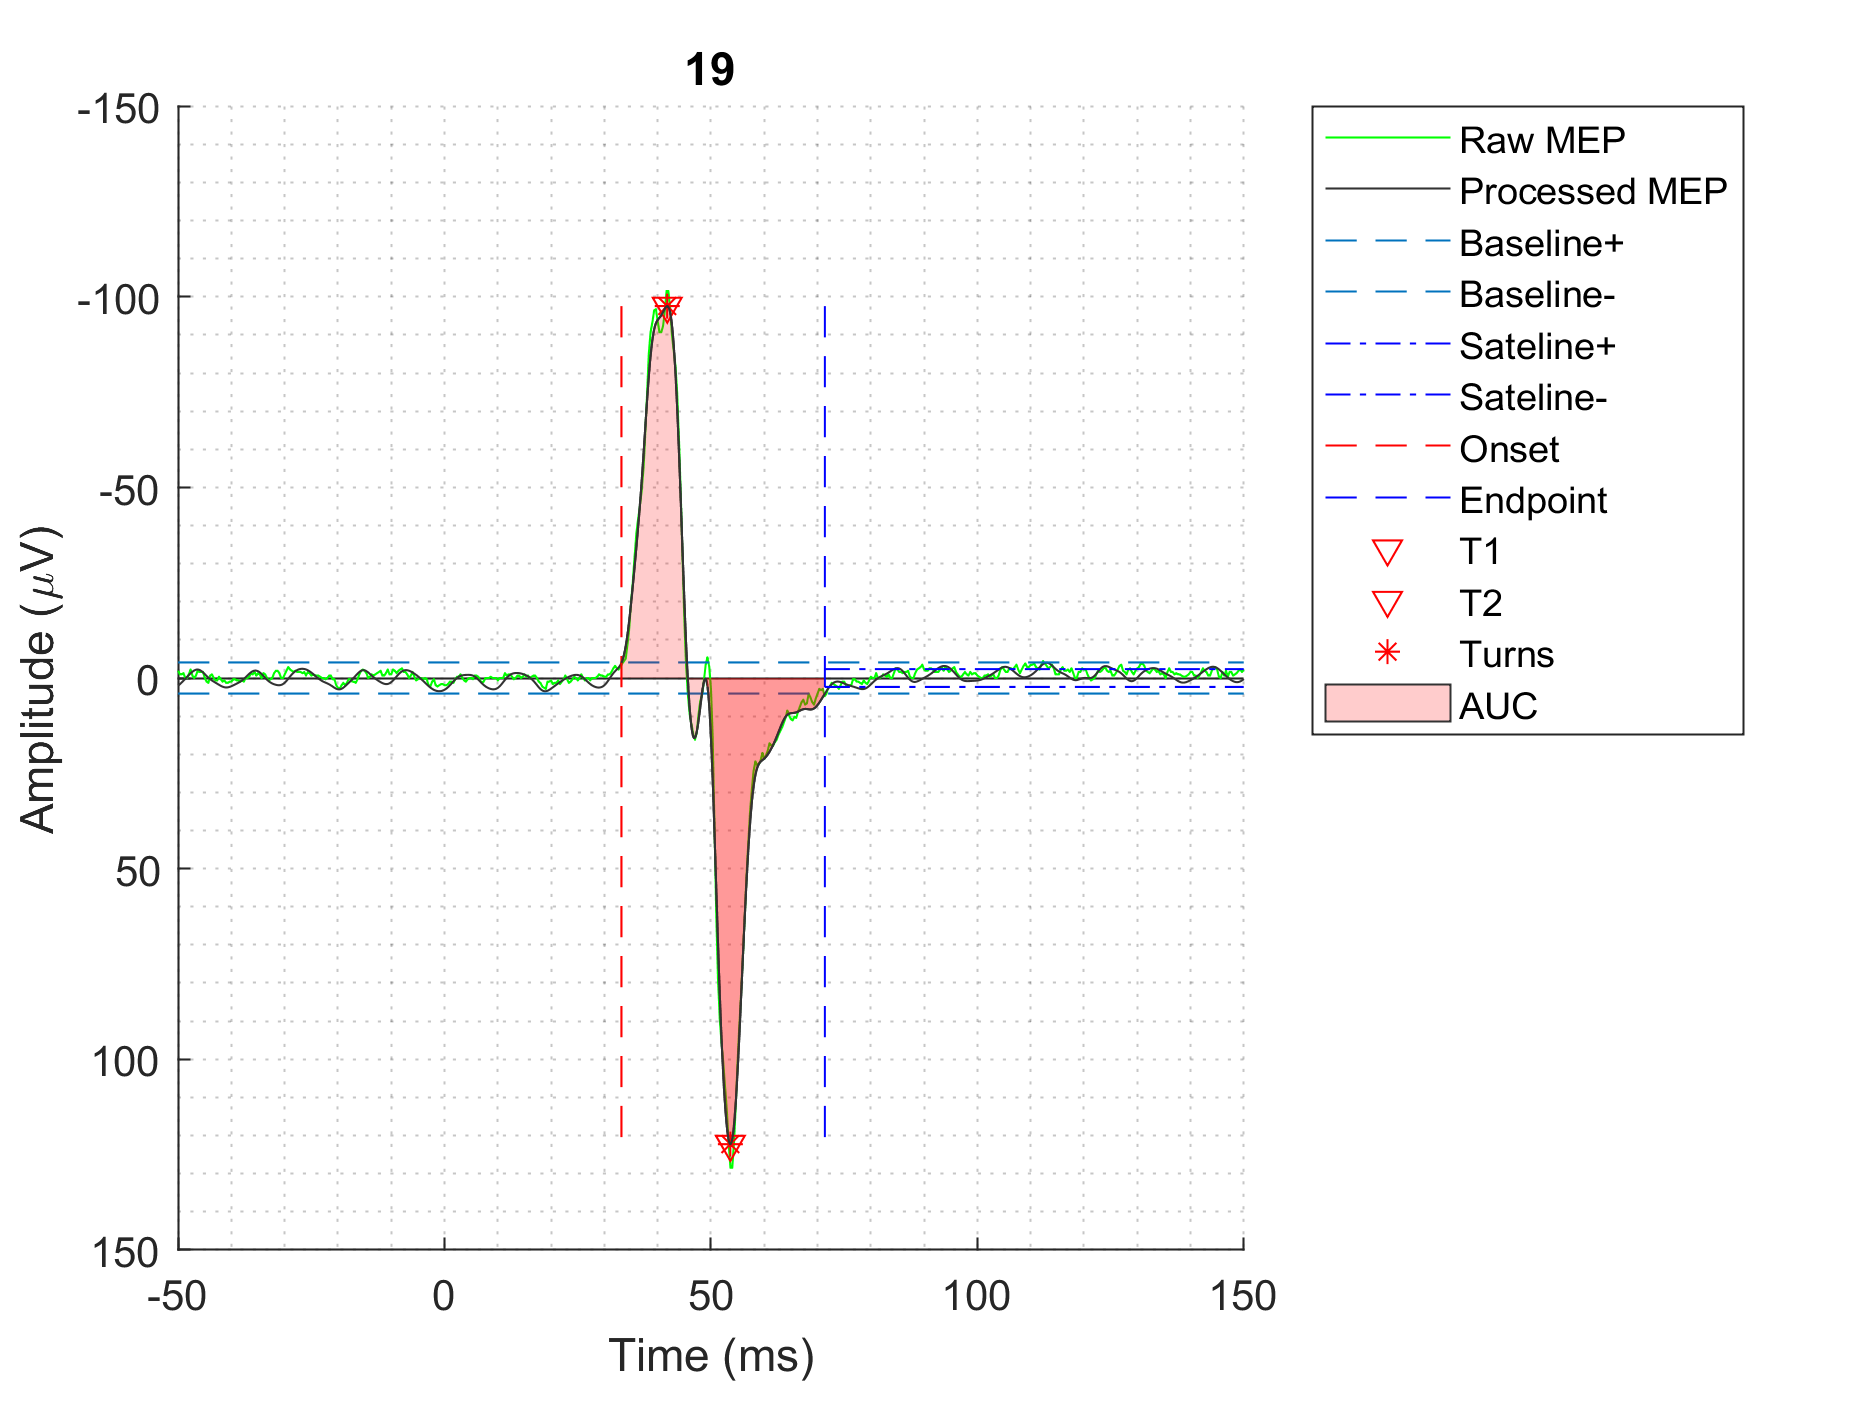 19
-150
-100
-50
0
50
100
150
-50
0
50
100
150
Amplitude (μV)
Time (ms)
Raw MEP
Processed MEP
Baseline+
Baseline-
Sateline+
Sateline-
Onset
Endpoint
T1
T2
Turns
AUC